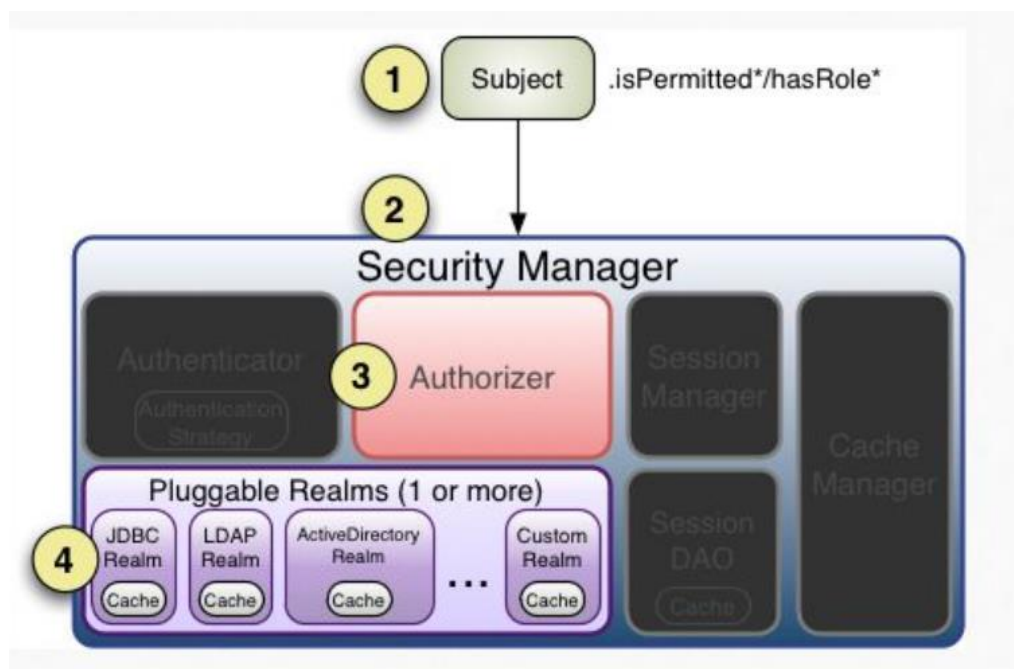 1
Subject
.isPermitted*/hasRole*
2
Security Manager
Authenticator
Authentication
Strategy
3
Authorizer
Session
Manager
Cache
Manager
Pluggable Realms (1 or more)
4
JDBC
Realm
Cache
LDAP
Realm
Cache
ActiveDirectory
Realm
Cache
...
Custom
Realm
Cache
Session
DAO
Cache